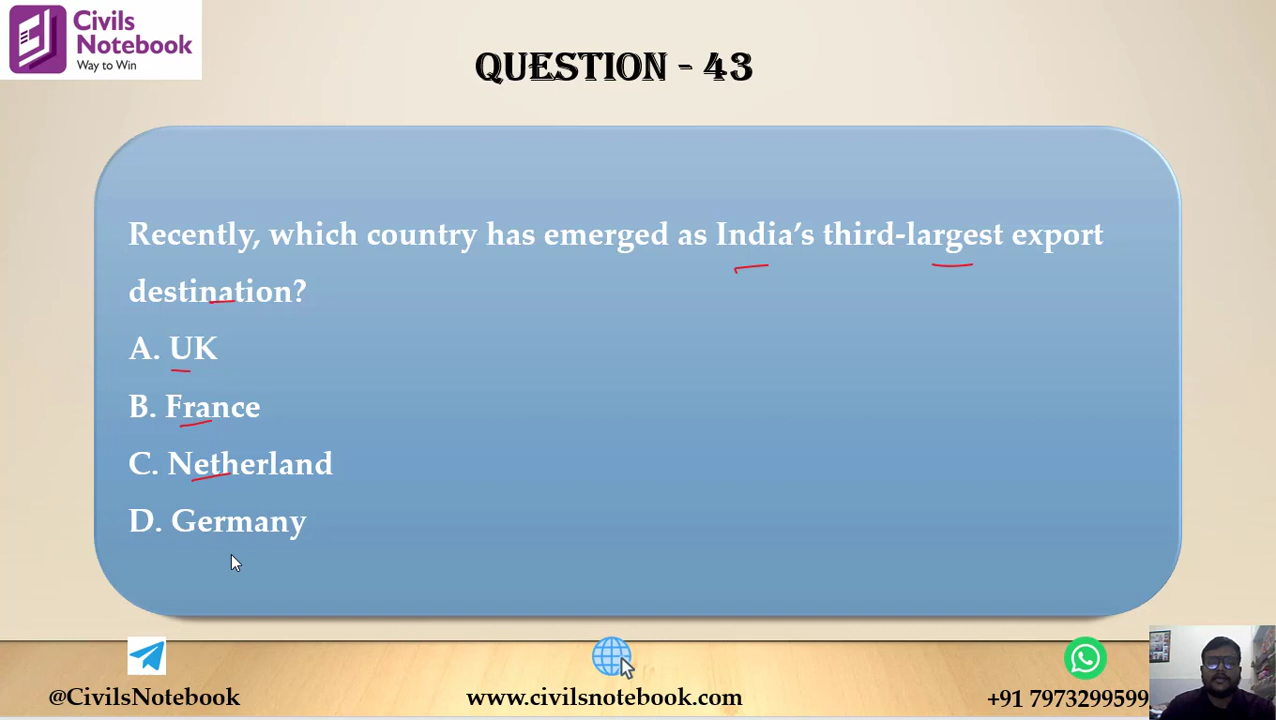 Civils
Notebook
Way to Win
QUESTION - 43
Recently, which country has emerged as India's third-largest export
destination?
A. UK
B. France
C. Netherland
D. Germany
@CivilsNotebook
www.civilsnotebook.com
+91 7973299599